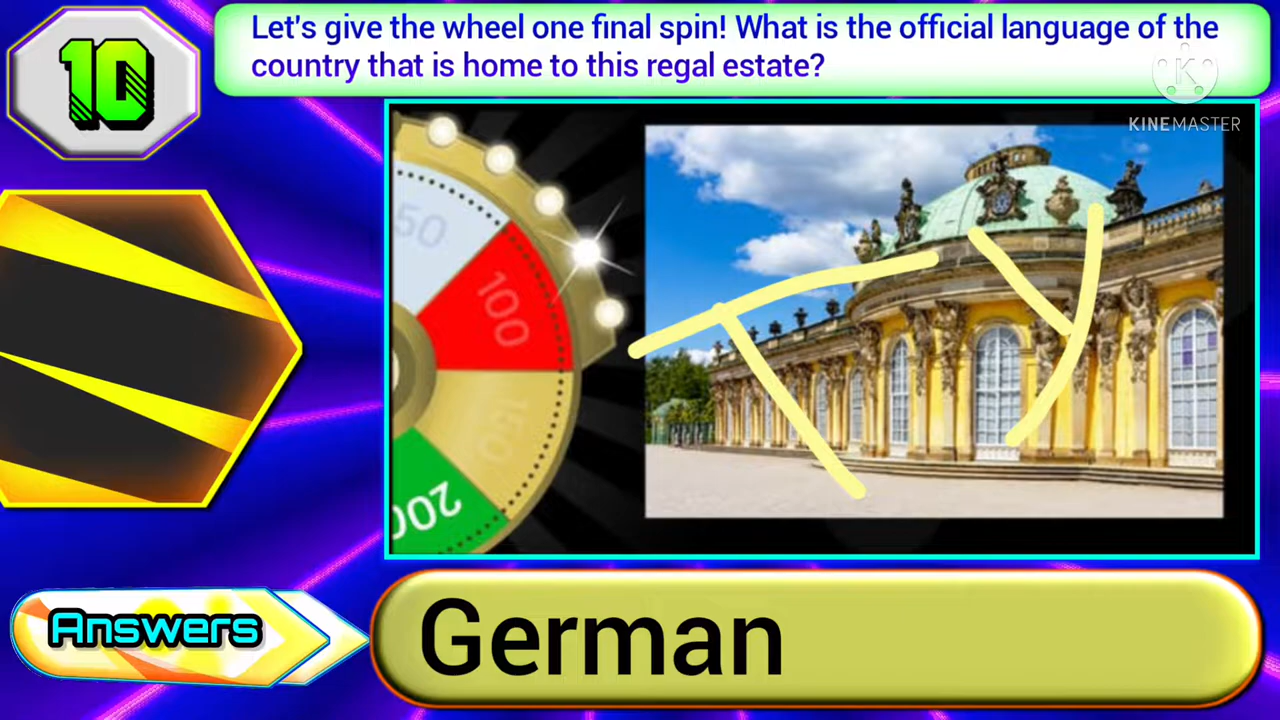 10
Let's give the wheel one final spin! What is the official language of the
country that is home to this regal estate?
KINEMASTER
50
100
150
200
Ty
Answers
German